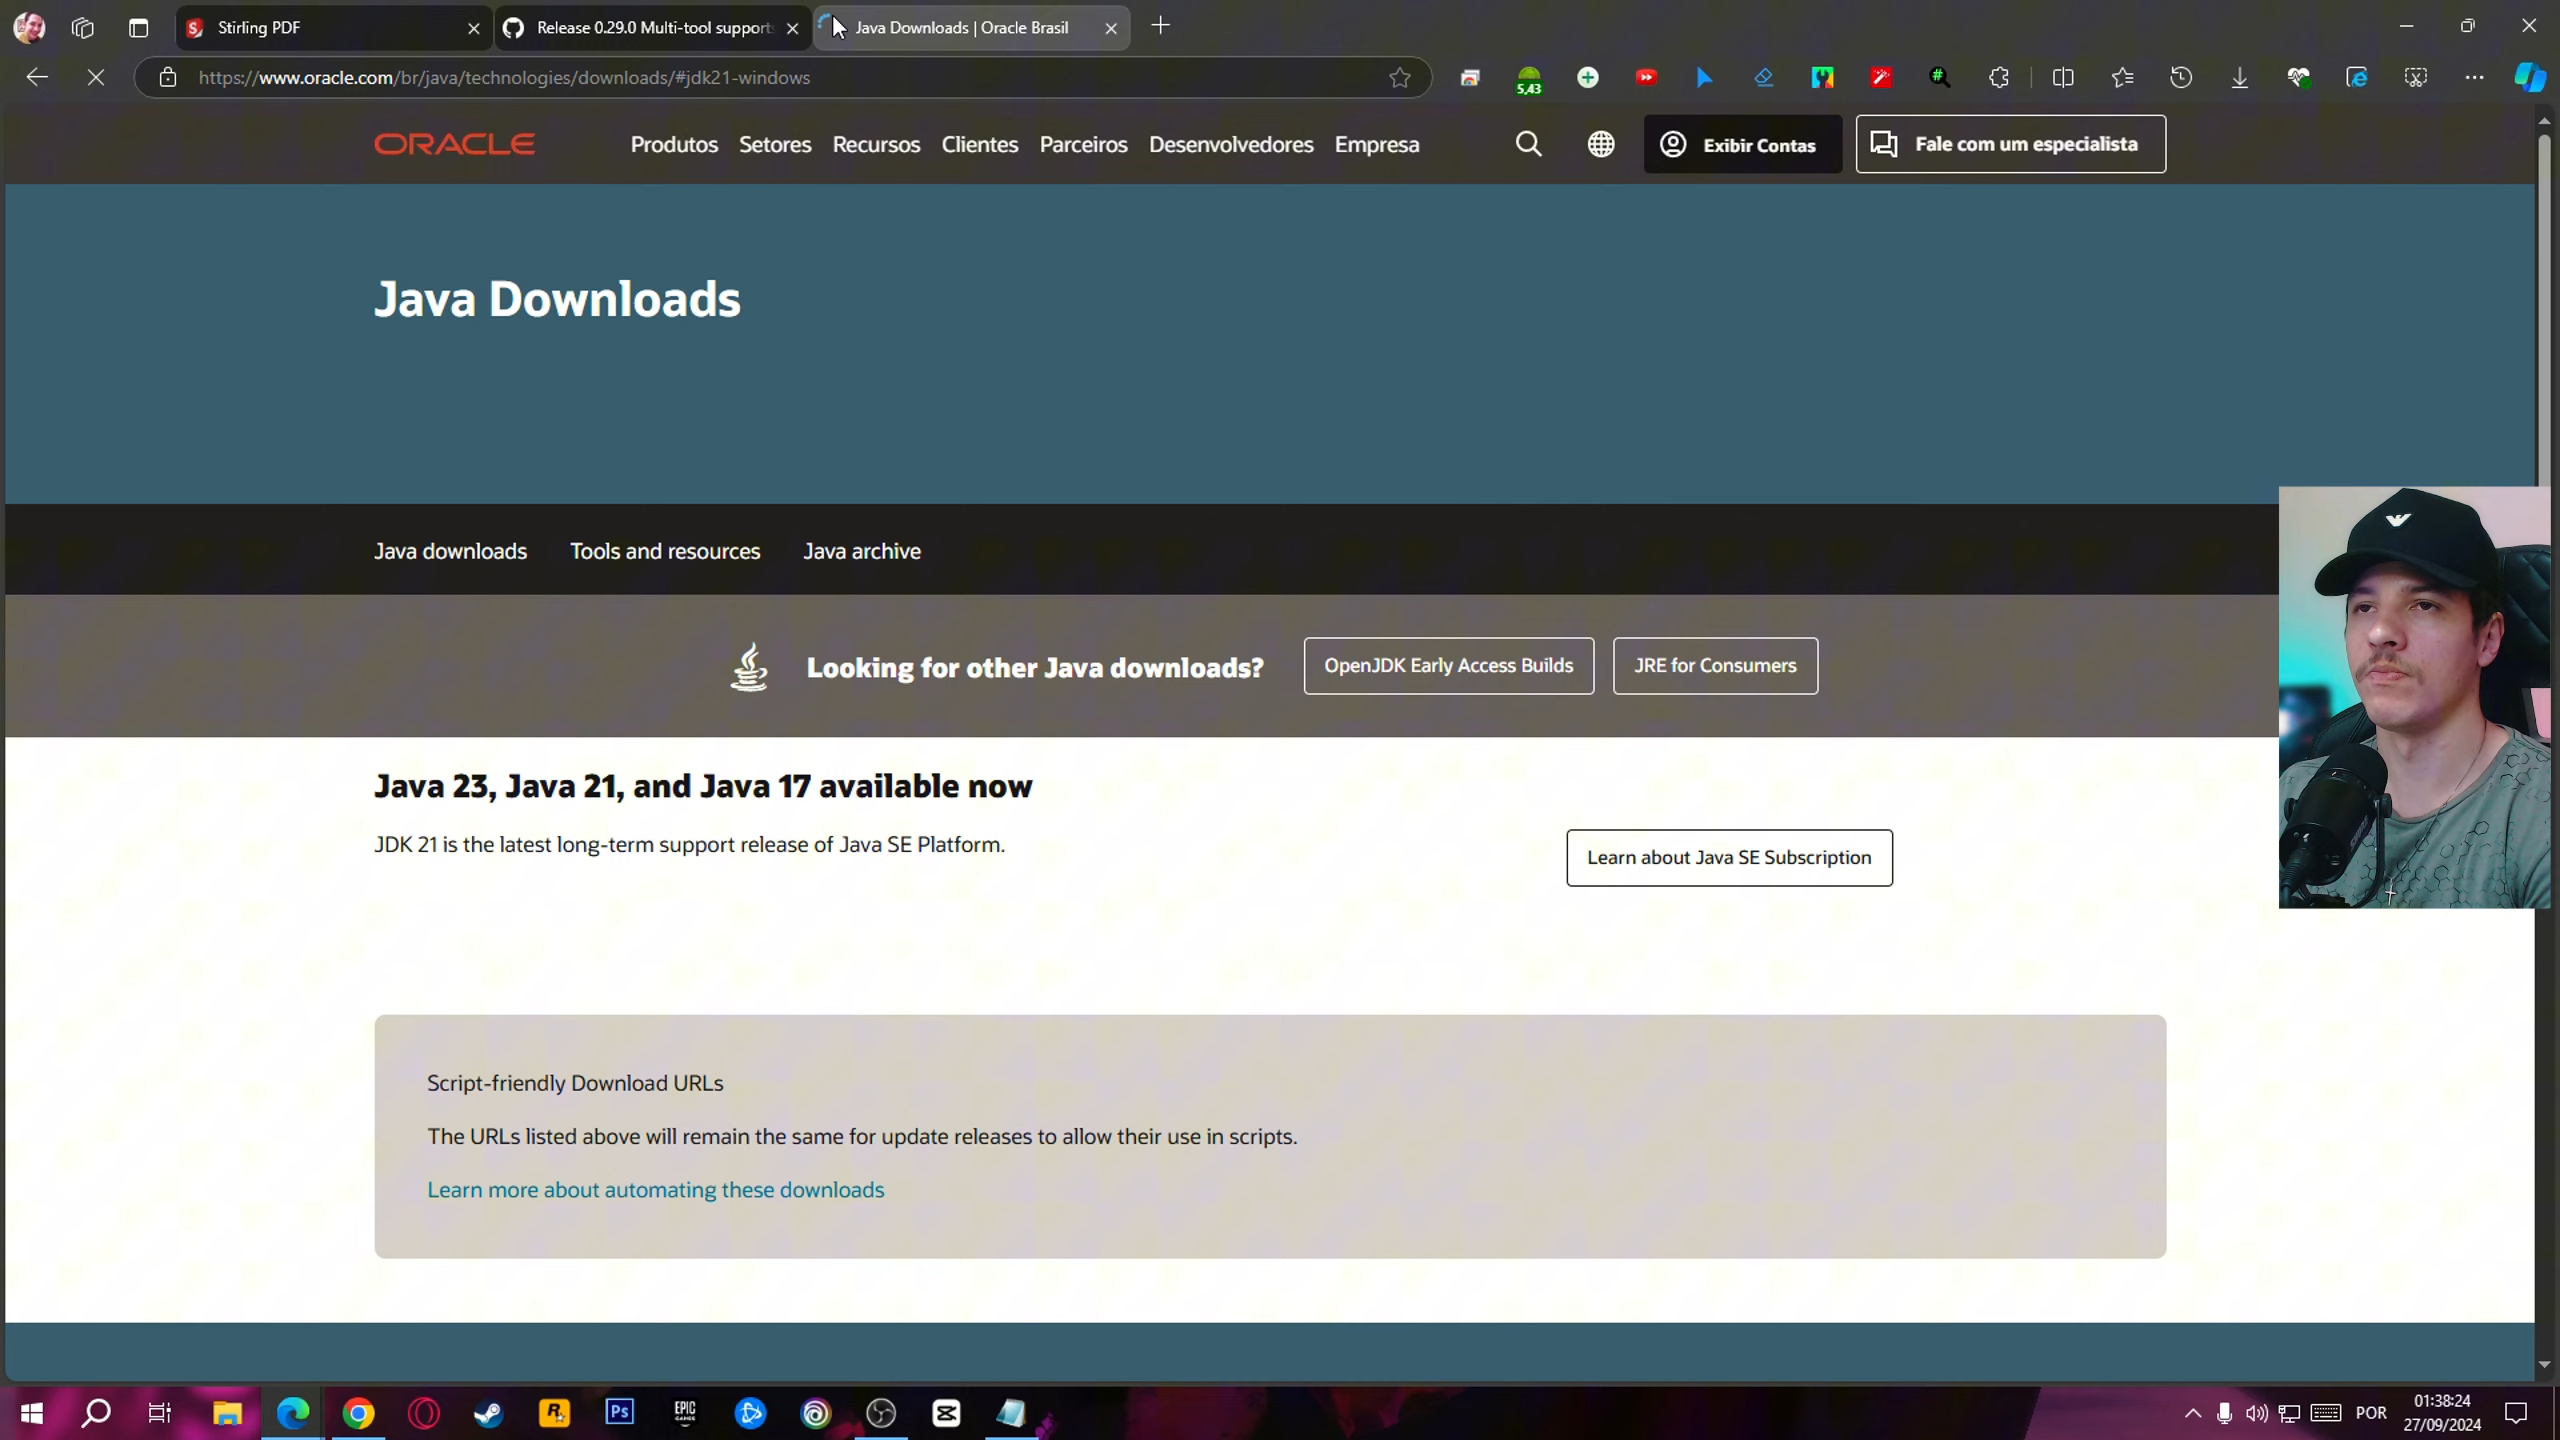 Stirling PDF
Release 0.29.0 Multi-tool support
Java Downloads | Oracle Brasil
https://www.oracle.com/br/java/technologies/downloads/#jdk21-windows
5,43
ORACLE
Produtos Setores Recursos Clientes Parceiros Desenvolvedores Empresa
Exibir Contas
Fale com um especialista
Java Downloads
Java downloads Tools and resources Java archive
Looking for other Java downloads?
OpenJDK Early Access Builds
JRE for Consumers
Java 23, Java 21, and Java 17 available now
JDK 21 is the latest long-term support release of Java SE Platform.
Learn about Java SE Subscription
Script-friendly Download URLs
The URLs listed above will remain the same for update releases to allow their use in scripts.
Learn more about automating these downloads
Ps
EPIC
GAMES
POR
01:38:24
27/09/2024